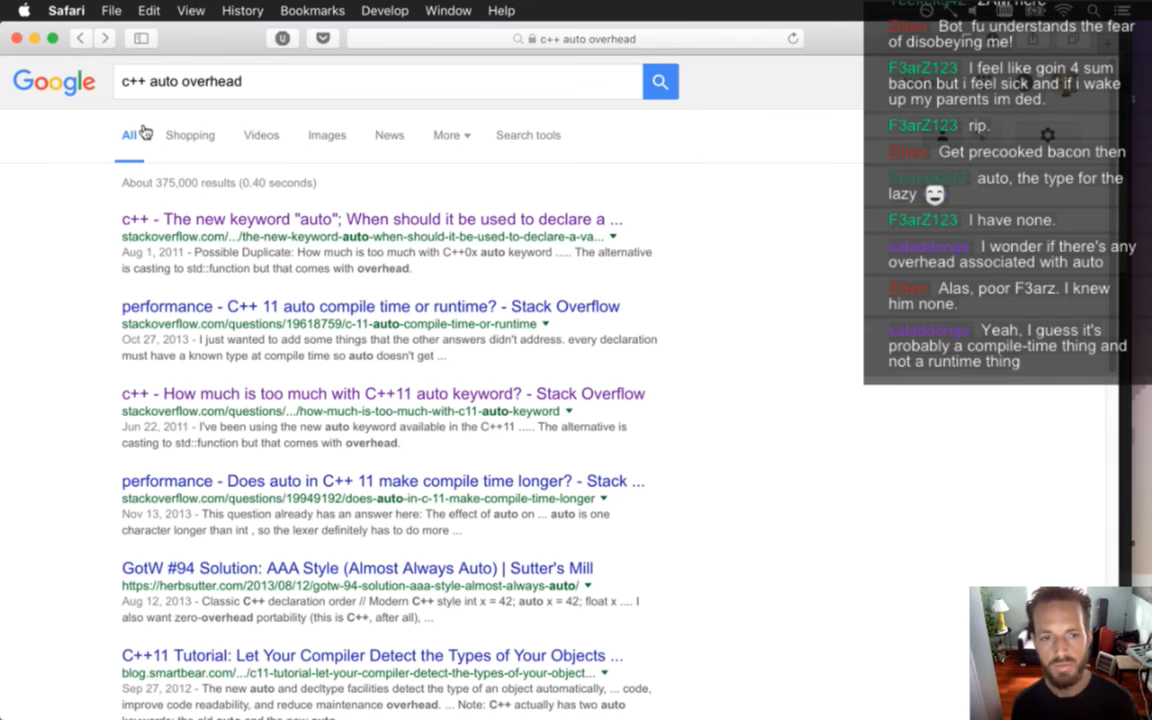 Safari File Edit View History Bookmarks Develop Window Help
c++ auto overhead
Google
c++ auto overhead
All Shopping Videos Images News More Search tools
About 375,000 results (0.40 seconds)
c++ - The new keyword "auto"; When should it be used to declare a ...
stackoverflow.com/.../the-new-keyword-auto-when-should-it-be-used-to-declare-a-va...
Aug 1, 2011 - Possible Duplicate: How much is too much with C++0x auto keyword ..... The alternative
is casting to std::function but that comes with overhead.
performance - C++ 11 auto compile time or runtime? - Stack Overflow
stackoverflow.com/questions/19618759/c-11-auto-compile-time-or-runtime
Oct 27, 2013 - I just wanted to add some things that the other answers didn't address. every declaration
must have a known type at compile time so auto doesn't get ...
c++ - How much is too much with C++11 auto keyword? - Stack Overflow
stackoverflow.com/questions/.../how-much-is-too-much-with-c11-auto-keyword
Jun 22, 2011 - I've been using the new auto keyword available in the C++11 ..... The alternative is
casting to std::function but that comes with overhead.
performance - Does auto in C++ 11 make compile time longer? - Stack ...
stackoverflow.com/questions/19949192/does-auto-in-c-11-make-compile-time-longer
Nov 13, 2013 - This question already has an answer here: The effect of auto on ... auto is one
character longer than int , so the lexer definitely has to do more ...
GotW #94 Solution: AAA Style (Almost Always Auto) | Sutter's Mill
https://herbsutter.com/2013/08/12/gotw-94-solution-aaa-style-almost-always-auto/
Aug 12, 2013 - Classic C++ declaration order // Modern C++ style int x = 42; auto x = 42; float x .... I
also want zero-overhead portability (this is C++, after all), ...
C++11 Tutorial: Let Your Compiler Detect the Types of Your Objects ...
blog.smartbear.com/.../c11-tutorial-let-your-compiler-detect-the-types-of-your-object...
Sep 27, 2012 - The new auto and decltype facilities detect the type of an object automatically, ... code,
improve code readability, and reduce maintenance overhead. ... Note: C++ actually has two auto
Bot_fu understands the fear
of disobeying me!
F3arZ123 I feel like goin 4 sum
bacon but i feel sick and if i wake
up my parents im ded.
F3arZ123 rip.
Get precooked bacon then
auto, the type for the
lazy
F3arZ123 I have none.
saladdongs I wonder if there's any
overhead associated with auto
Alas, poor F3arz. I knew
him none.
saladdongs Yeah, I guess it's
probably a compile-time thing and
not a runtime thing